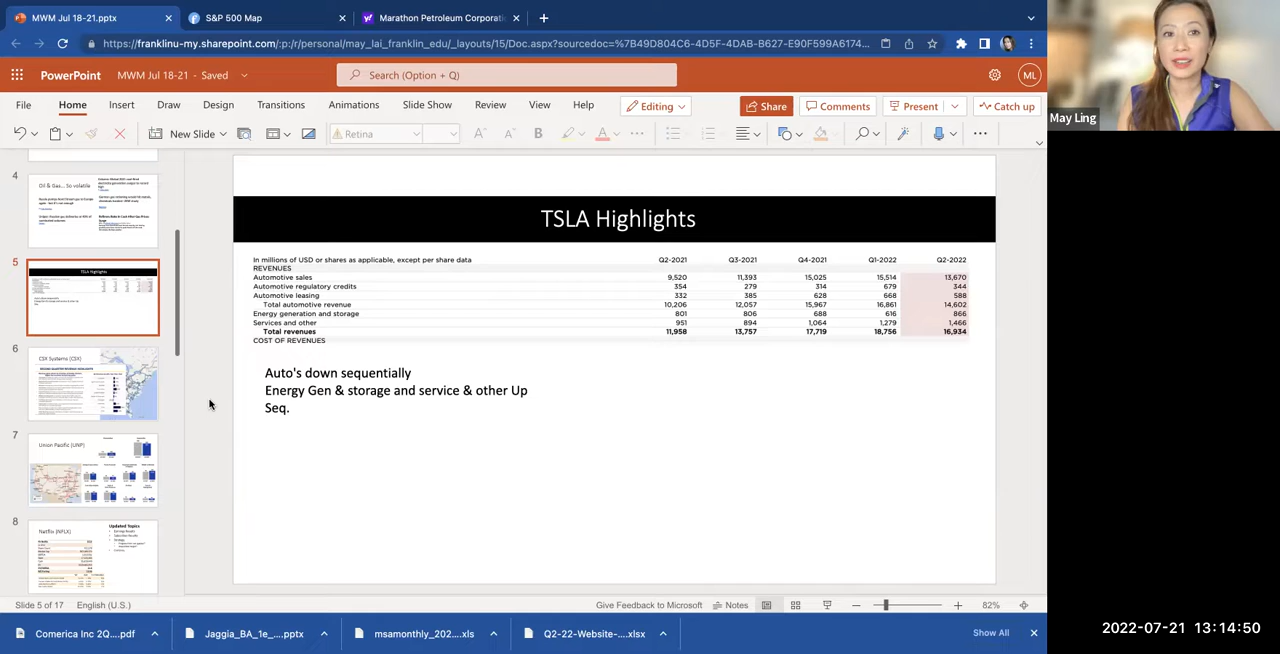 MWM Jul 18-21.pptx
S&P 500 Map
Marathon Petroleum Corporati
https://franklinu-my.sharepoint.com/:p:/r/personal/may_lai_franklin_edu/_layouts/15/Doc.aspx?sourcedoc=%7B49D804C6-4D5F-4DAB-B627-E90F599A6174...
PowerPoint
MWM Jul 18-21 - Saved
Search (Option + Q)
ML
File
Home
Insert
Draw
Design
Transitions
Animations
Slide Show
Review
View
Help
Editing
Share
Comments
Present
Catch up
New Slide
Retina
May Ling
4
Oil & Gas... So volatile
5
TSLA Highlights
6
CSX Systems (CSX)
7
Union Pacific (UNP)
8
Netflix (NFLX)
Updated Topics
TSLA Highlights
In millions of USD or shares as applicable, except per share data Q2-2021 Q3-2021 Q4-2021 Q1-2022 Q2-2022
REVENUES
Automotive sales 9,520 11,393 15,025 15,514 13,670
Automotive regulatory credits 354 279 314 679 344
Automotive leasing 332 385 628 668 588
Total automotive revenue 10,206 12,057 15,967 16,861 14,602
Energy generation and storage 801 806 688 616 866
Services and other 951 894 1,064 1,279 1,466
Total revenues 11,958 13,757 17,719 18,756 16,934
COST OF REVENUES
Auto's down sequentially
Energy Gen & storage and service & other Up
Seq.
Slide 5 of 17
English (U.S.)
Give Feedback to Microsoft
Notes
82%
Comerica Inc 2Q....pdf
Jaggia_BA_1e_....pptx
msamonthly_202....xls
Q2-22-Website-....xlsx
Show All
2022-07-21 13:14:50